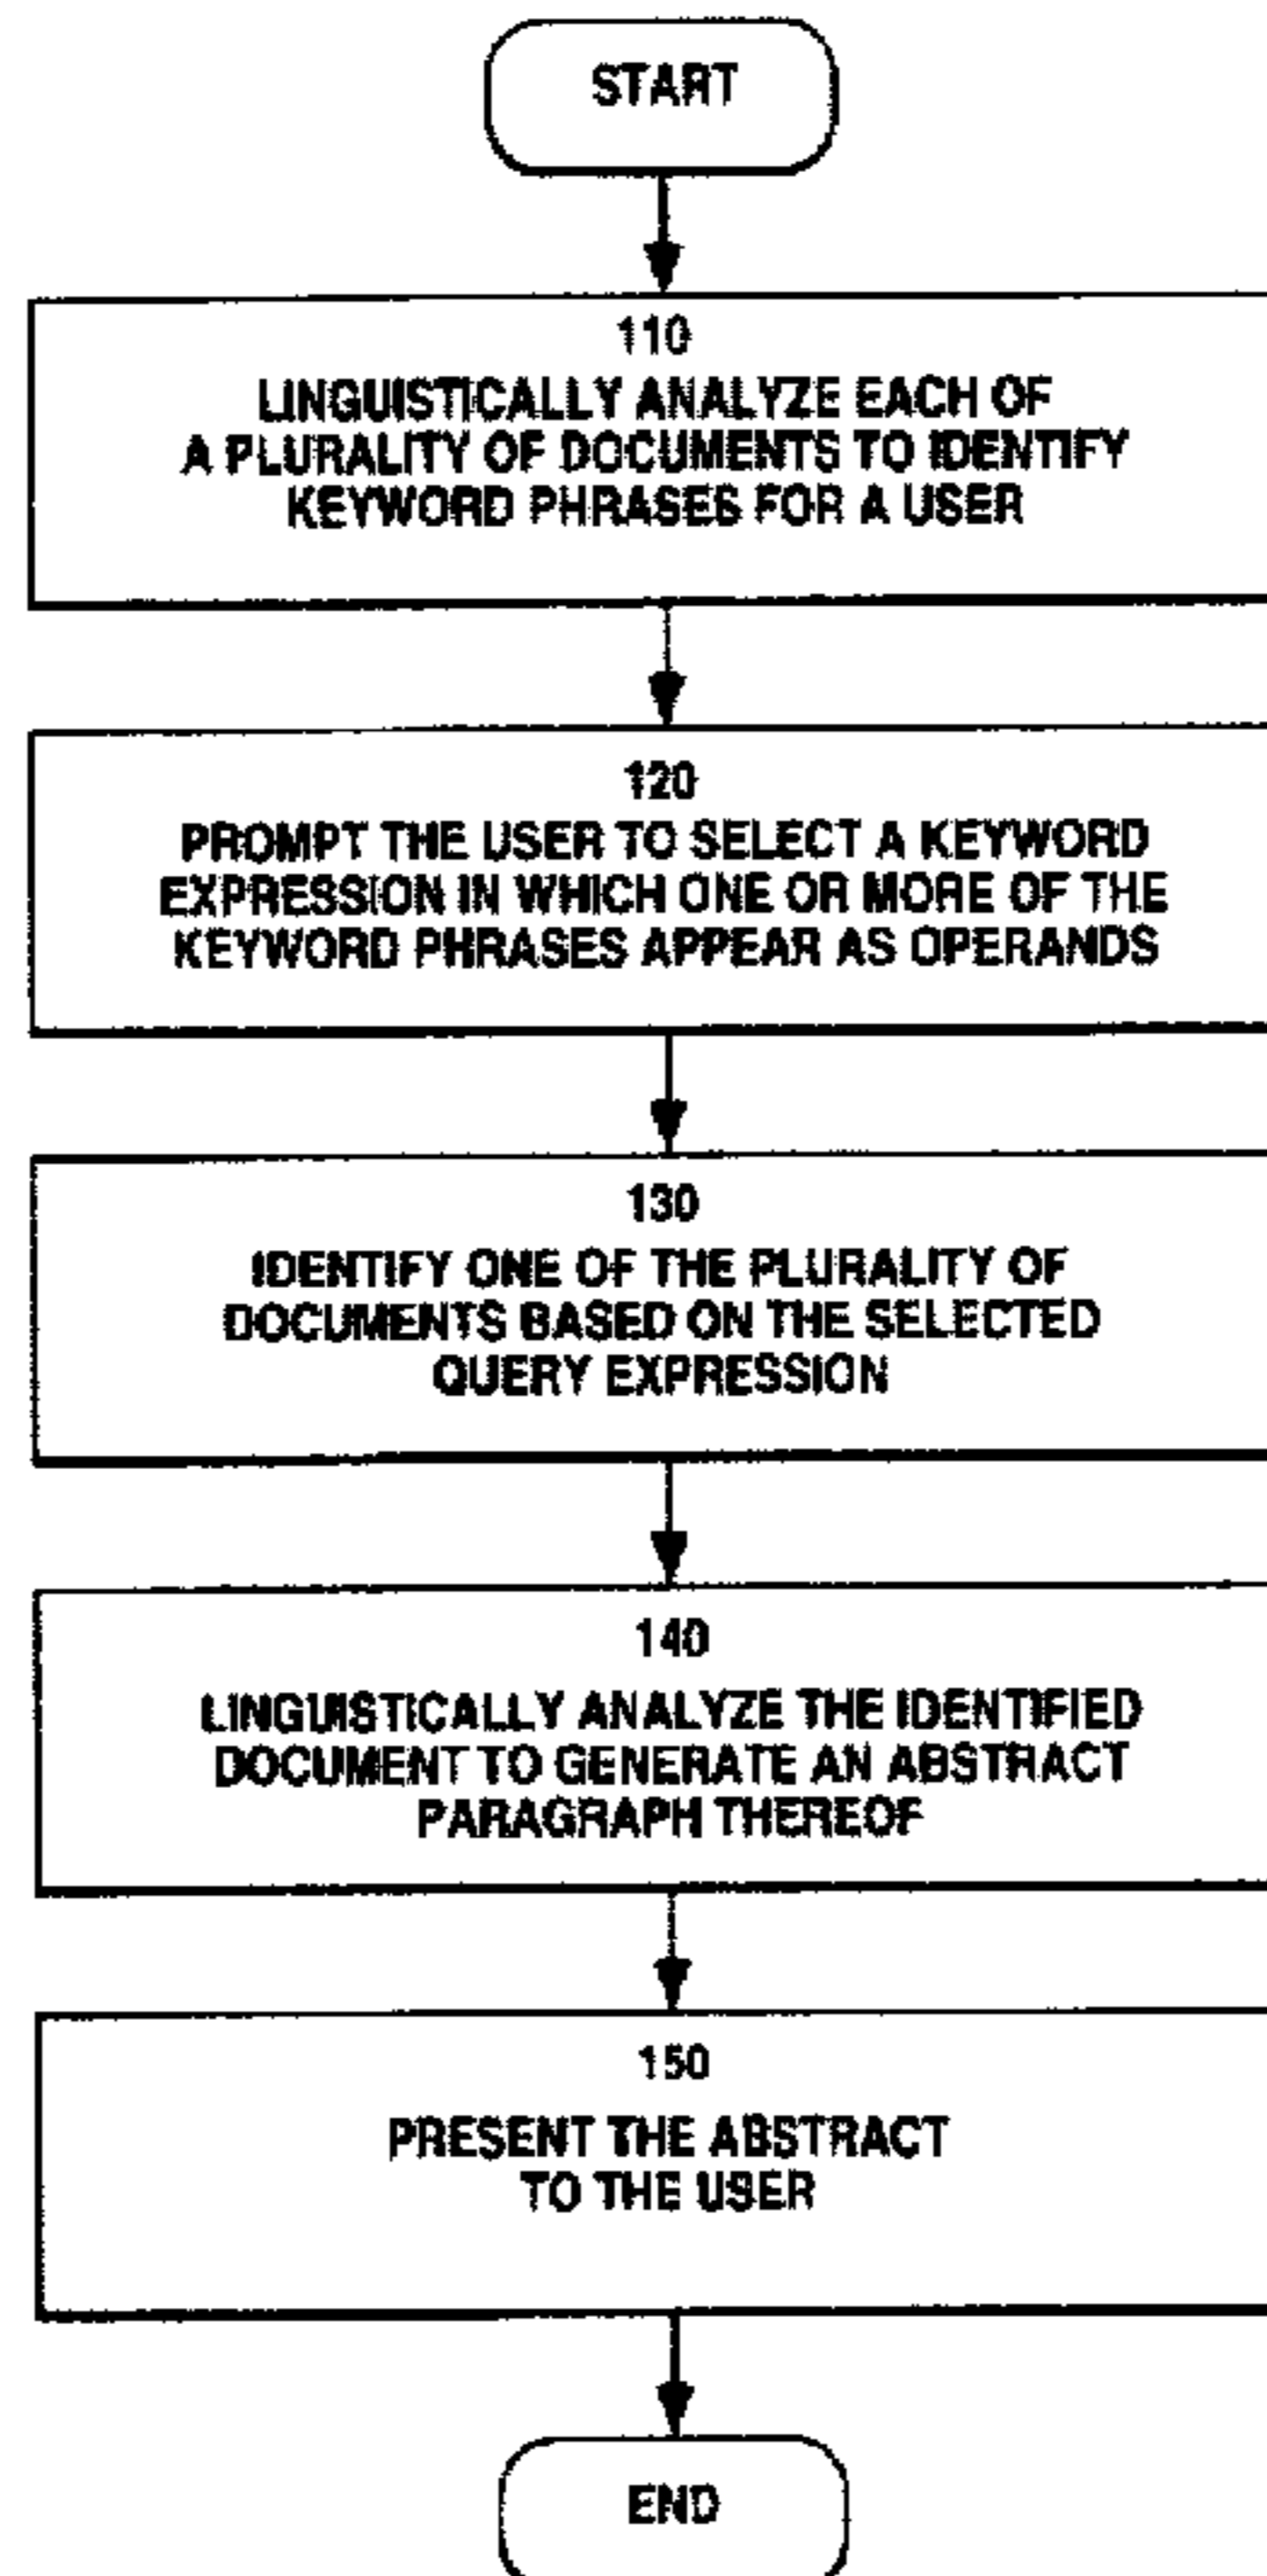 START
110
LINGUISTICALLY ANALYZE EACH OF
A PLURALITY OF DOCUMENTS TO IDENTIFY
KEYWORD PHRASES FOR A USER
120
PROMPT THE USER TO SELECT A KEYWORD
EXPRESSION IN WHICH ONE OR MORE OF THE
KEYWORD PHRASES APPEAR AS OPERANDS
130
IDENTIFY ONE OF THE PLURALITY OF
DOCUMENTS BASED ON THE SELECTED
QUERY EXPRESSION
140
LINGUISTICALLY ANALYZE THE IDENTIFIED
DOCUMENT TO GENERATE AN ABSTRACT
PARAGRAPH THEREOF
150
PRESENT THE ABSTRACT
TO THE USER
END